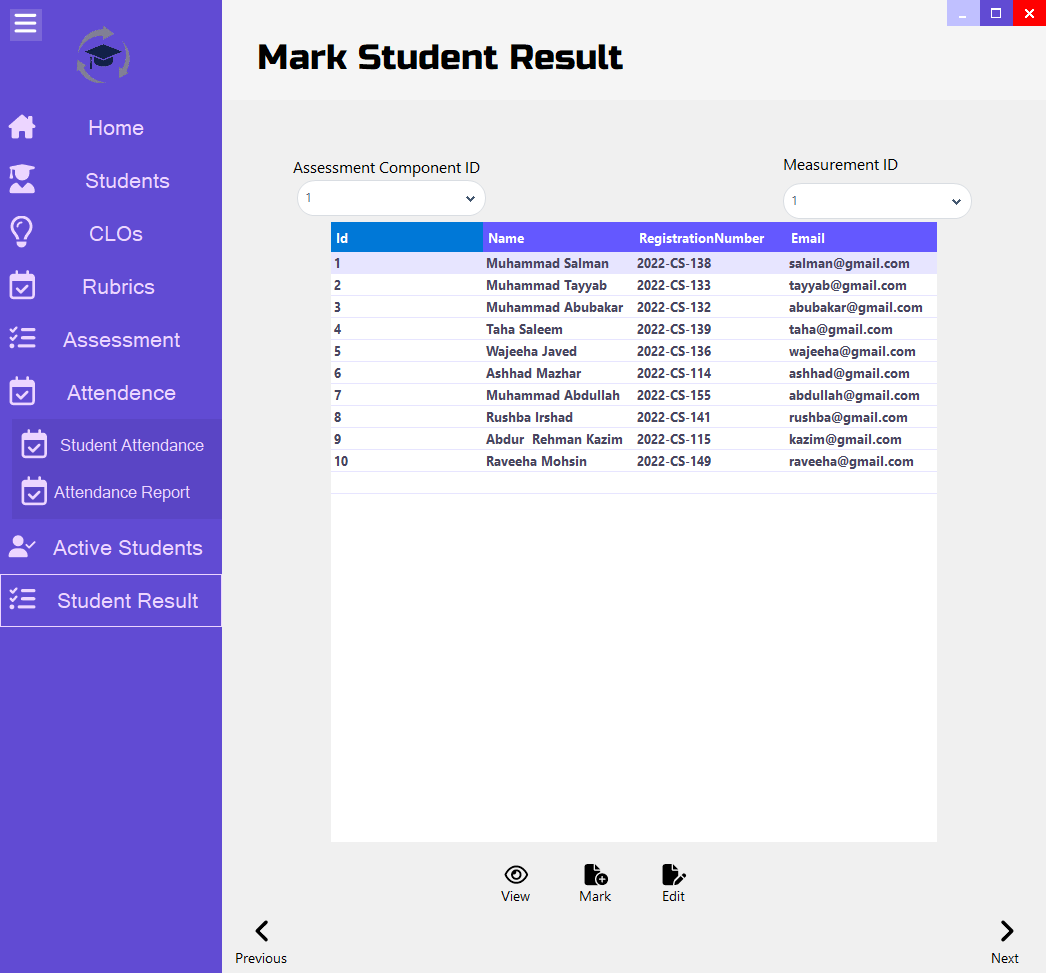 Mark Student Result
Home
Students
CLOs
Rubrics
Assessment
Attendence
Student Attendance
Attendance Report
Active Students
Student Result
Assessment Component ID
1
Measurement ID
1
Id Name RegistrationNumber Email
1 Muhammad Salman 2022-CS-138 salman@gmail.com
2 Muhammad Tayyab 2022-CS-133 tayyab@gmail.com
3 Muhammad Abubakar 2022-CS-132 abubakar@gmail.com
4 Taha Saleem 2022-CS-139 taha@gmail.com
5 Wajeeha Javed 2022-CS-136 wajeeha@gmail.com
6 Ashhad Mazhar 2022-CS-114 ashhad@gmail.com
7 Muhammad Abdullah 2022-CS-155 abdullah@gmail.com
8 Rushba Irshad 2022-CS-141 rushba@gmail.com
9 Abdur  Rehman Kazim 2022-CS-115 kazim@gmail.com
10 Raveeha Mohsin 2022-CS-149 raveeha@gmail.com
View Mark Edit
Previous Next